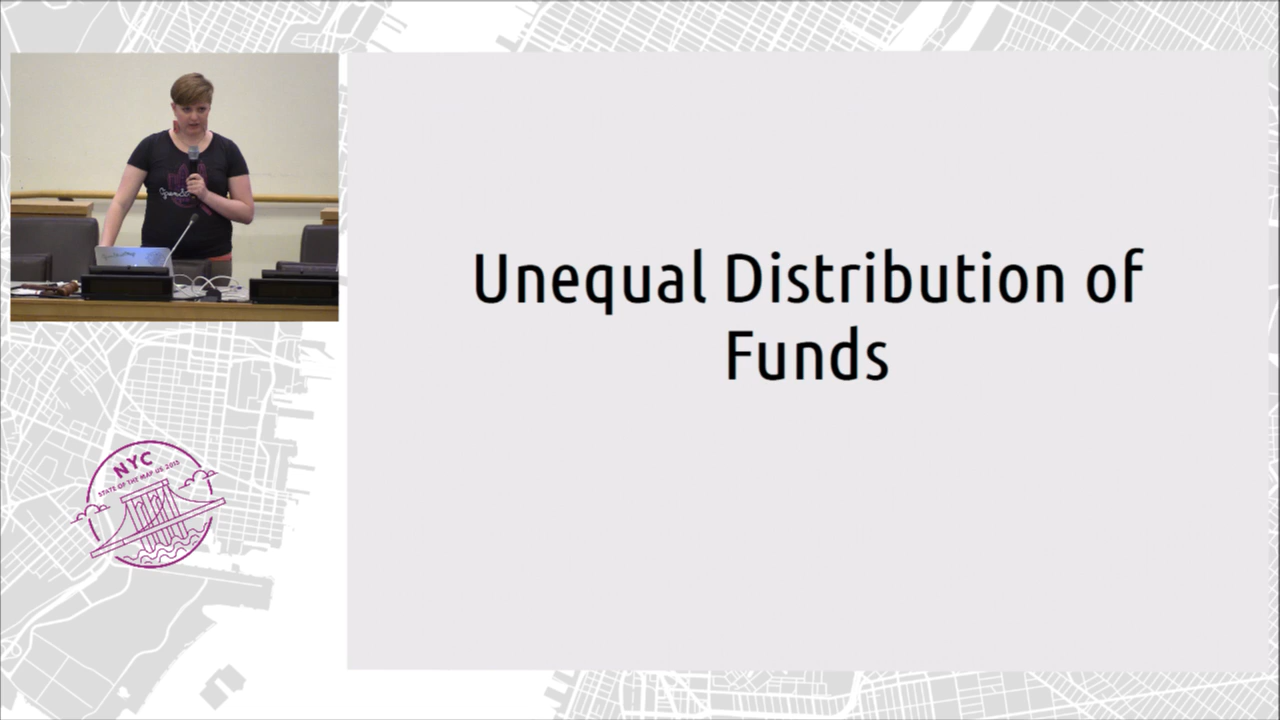 Unequal Distribution of
Funds
NYC
STATE OF THE MAP US 2015